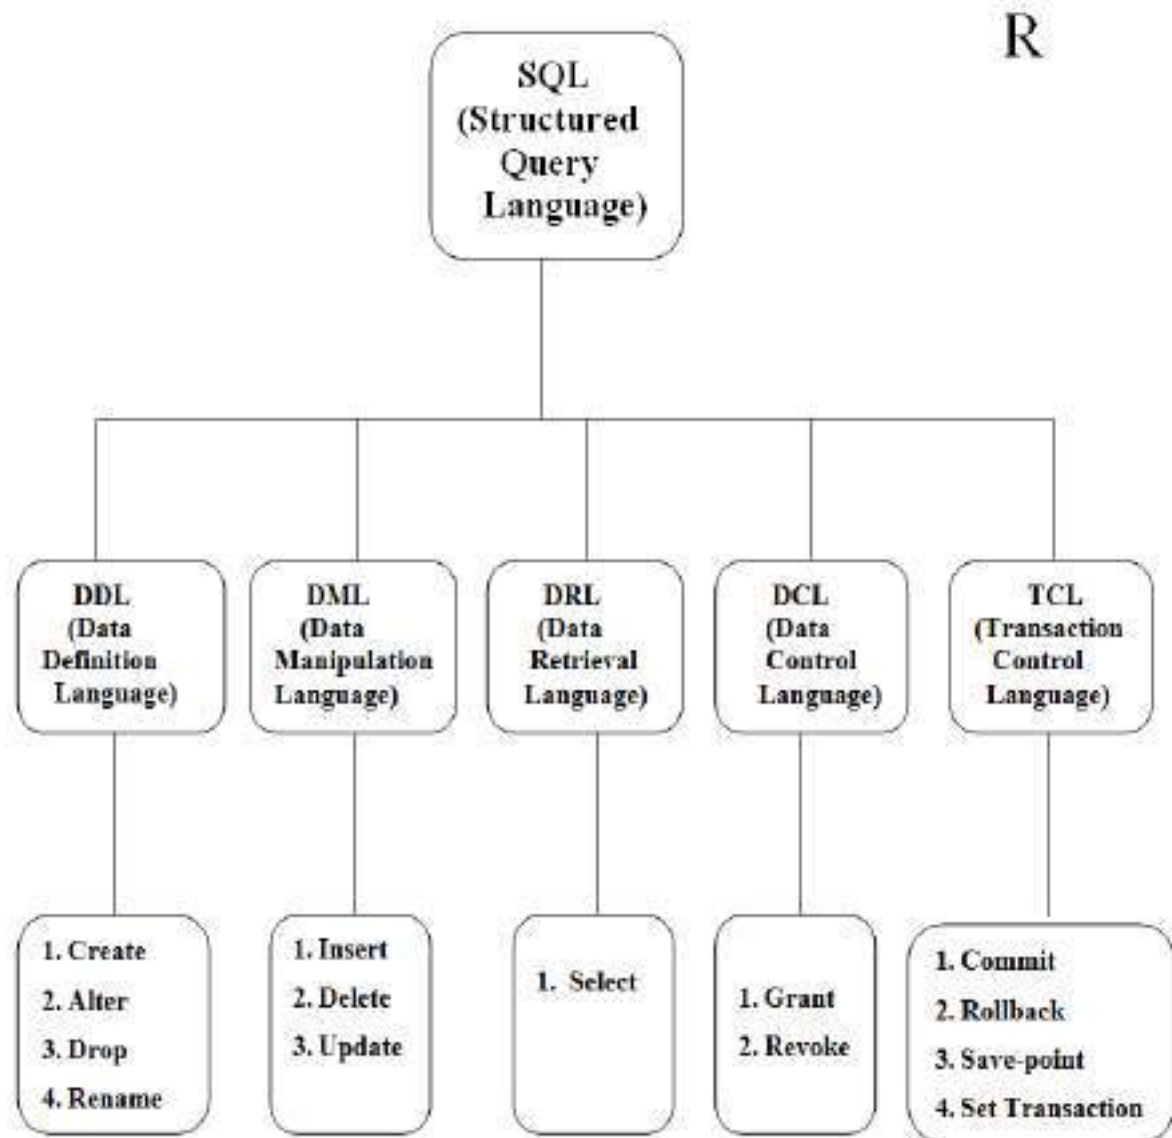 R
SQL
(Structured
Query
Language)
DDL
(Data
Definition
Language)
DML
(Data
Manipulation
Language)
DRL
(Data
Retrieval
Language)
DCL
(Data
Control
Language)
TCL
(Transaction
Control
Language)
1. Create
2. Alter
3. Drop
4. Rename
1. Insert
2. Delete
3. Update
1. Select
1. Grant
2. Revoke
1. Commit
2. Rollback
3. Save-point
4. Set Transaction